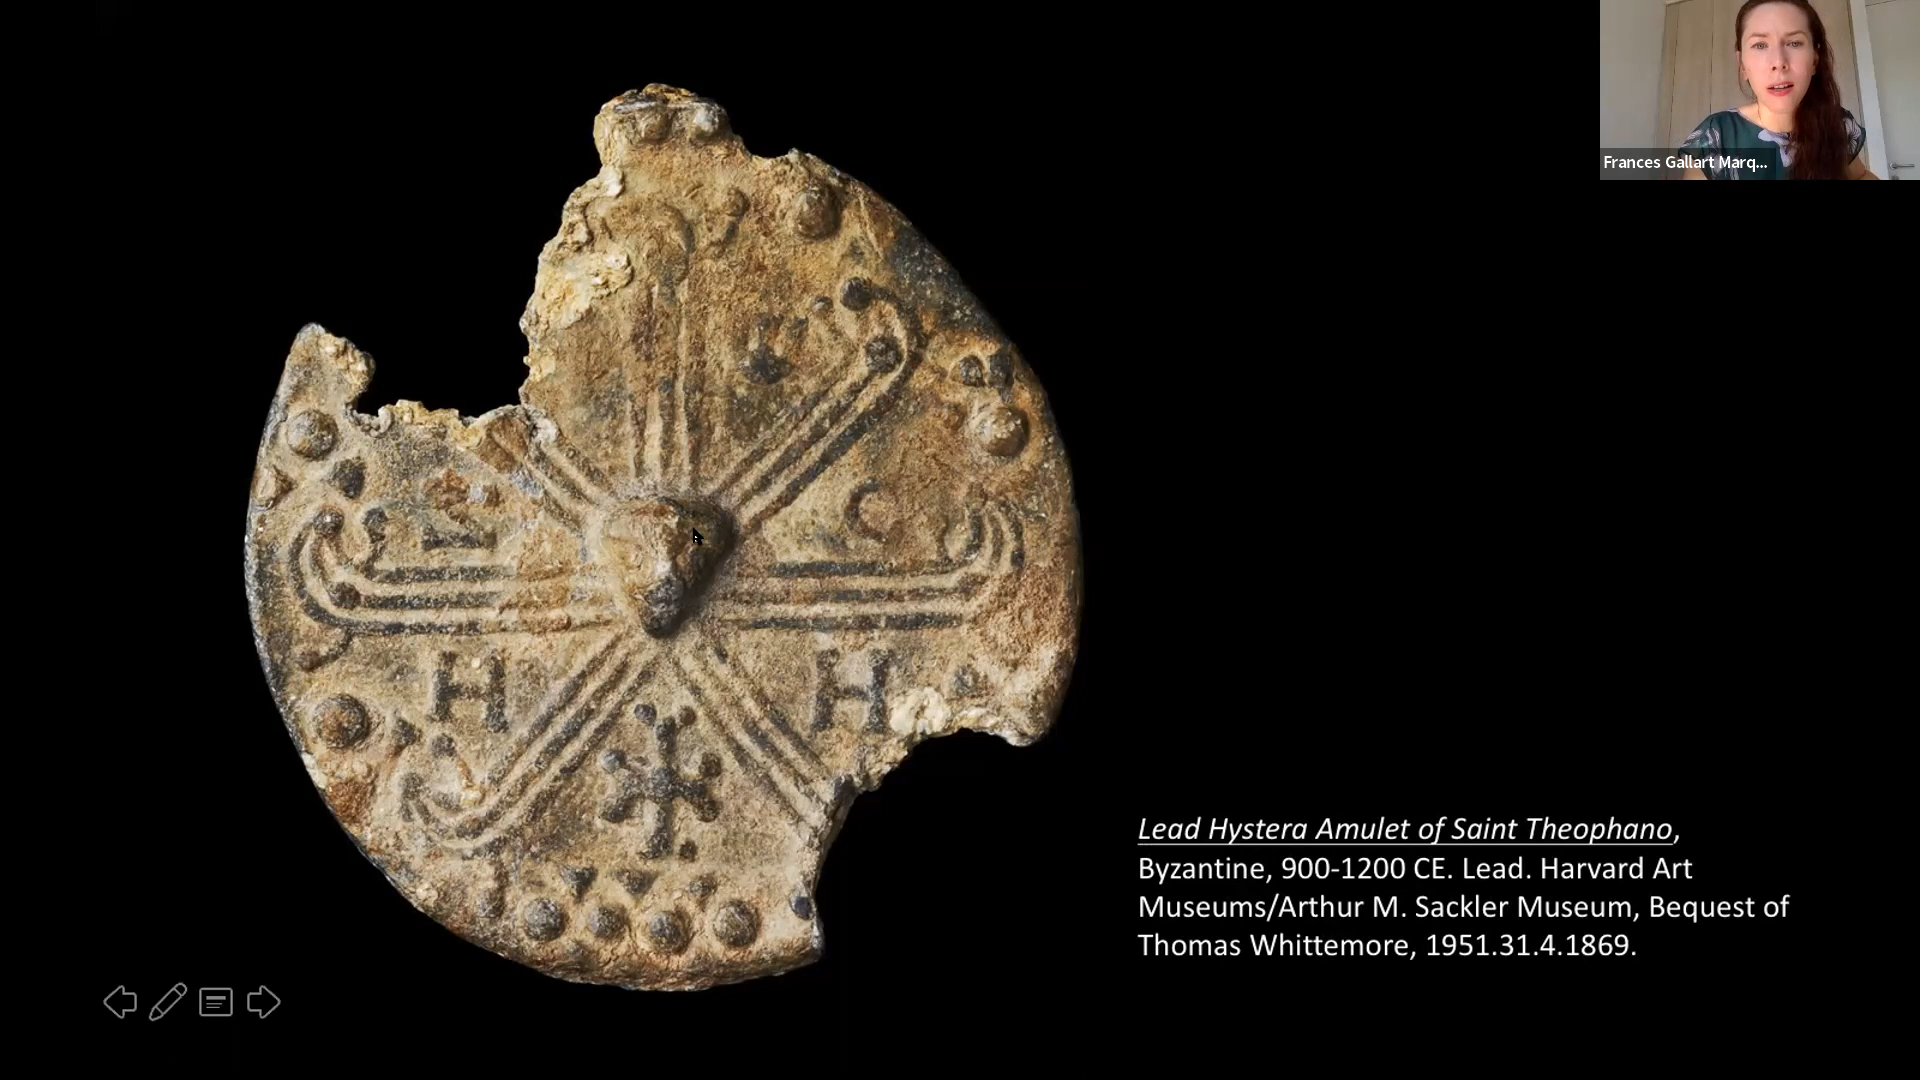 Frances Gallart Marq...
C
H
H
Lead Hystera Amulet of Saint Theophano,
Byzantine, 900-1200 CE. Lead. Harvard Art
Museums/Arthur M. Sackler Museum, Bequest of
Thomas Whittemore, 1951.31.4.1869.